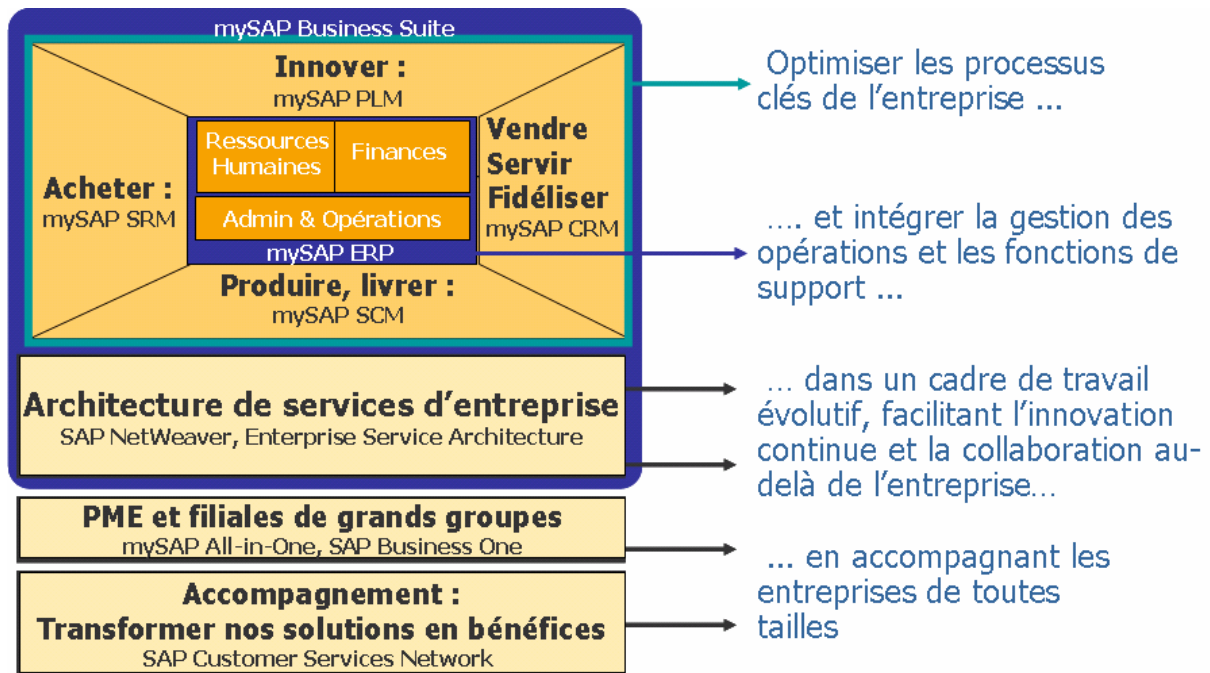 mySAP Business Suite
Innover :
mySAP PLM
Ressources
Humaines
Finances
Admin & Opérations
mySAP ERP
Acheter :
mySAP SRM
Vendre
Servir
Fidéliser
mySAP CRM
Produire, livrer :
mySAP SCM
Architecture de services d'entreprise
SAP NetWeaver, Enterprise Service Architecture
PME et filiales de grands groupes
mySAP All-in-One, SAP Business One
Accompagnement :
Transformer nos solutions en bénéfices
SAP Customer Services Network
Optimiser les processus
clés de l'entreprise ...
.... et intégrer la gestion des
opérations et les fonctions de
support ...
... dans un cadre de travail
évolutif, facilitant l'innovation
continue et la collaboration au-
delà de l'entreprise...
... en accompagnant les
entreprises de toutes
tailles